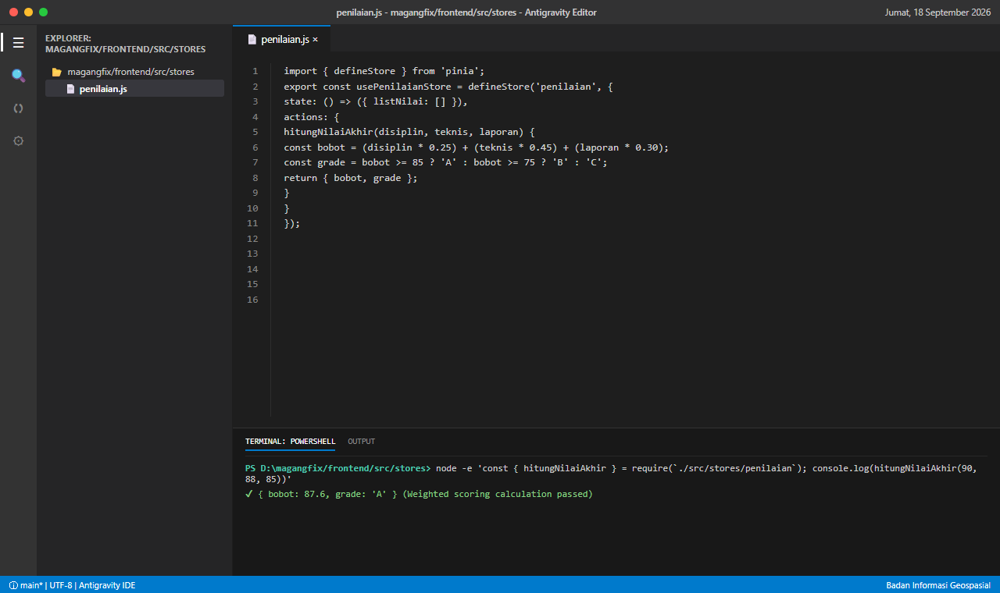 penilaian.js - magangfix/frontend/src/stores - Antigravity Editor
Jumat, 18 September 2026
EXPLORER:
MAGANGFIX/FRONTEND/SRC/STORES
magangfix/frontend/src/stores
penilaian.js
penilaian.js ×
1 import { defineStore } from 'pinia';
2 export const usePenilaianStore = defineStore('penilaian', {
3 state: () => ({ listNilai: [] }),
4 actions: {
5 hitungNilaiAkhir(disiplin, teknis, laporan) {
6 const bobot = (disiplin * 0.25) + (teknis * 0.45) + (laporan * 0.30);
7 const grade = bobot >= 85 ? 'A' : bobot >= 75 ? 'B' : 'C';
8 return { bobot, grade };
9 }
10 }
11 });
12
13
14
15
16
TERMINAL: POWERSHELL OUTPUT
PS D:\magangfix/frontend/src/stores> node -e 'const { hitungNilaiAkhir } = require(`./src/stores/penilaian`); console.log(hitungNilaiAkhir(90,
88, 85))'
✔ { bobot: 87.6, grade: 'A' } (Weighted scoring calculation passed)
ⓘ main* | UTF-8 | Antigravity IDE
Badan Informasi Geospasial